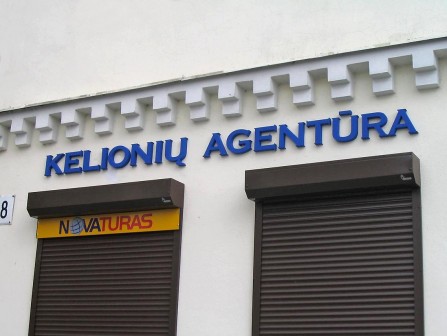 KELIONIŲ AGENTŪRA
NOVATURAS
8